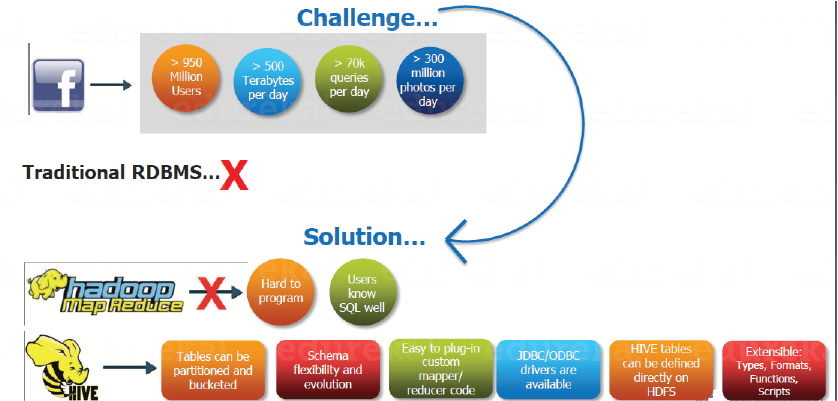 Challenge...
f
> 950
Million
Users
> 500
Terabytes
per day
> 70k
queries
per day
> 300
million
photos per
day
Traditional RDBMS...X
Solution...
hadoop
Map Reduce
X
Hard to
program
Users
know
SQL well
HIVE
Tables can be
partitioned and
bucketed
Schema
flexibility and
evolution
Easy to plug-in
custom
mapper/
reducer code
JDBC/ODBC
drivers are
available
HIVE tables
can be defined
directly on
HDFS
Extensible:
Types, Formats,
Functions,
Scripts